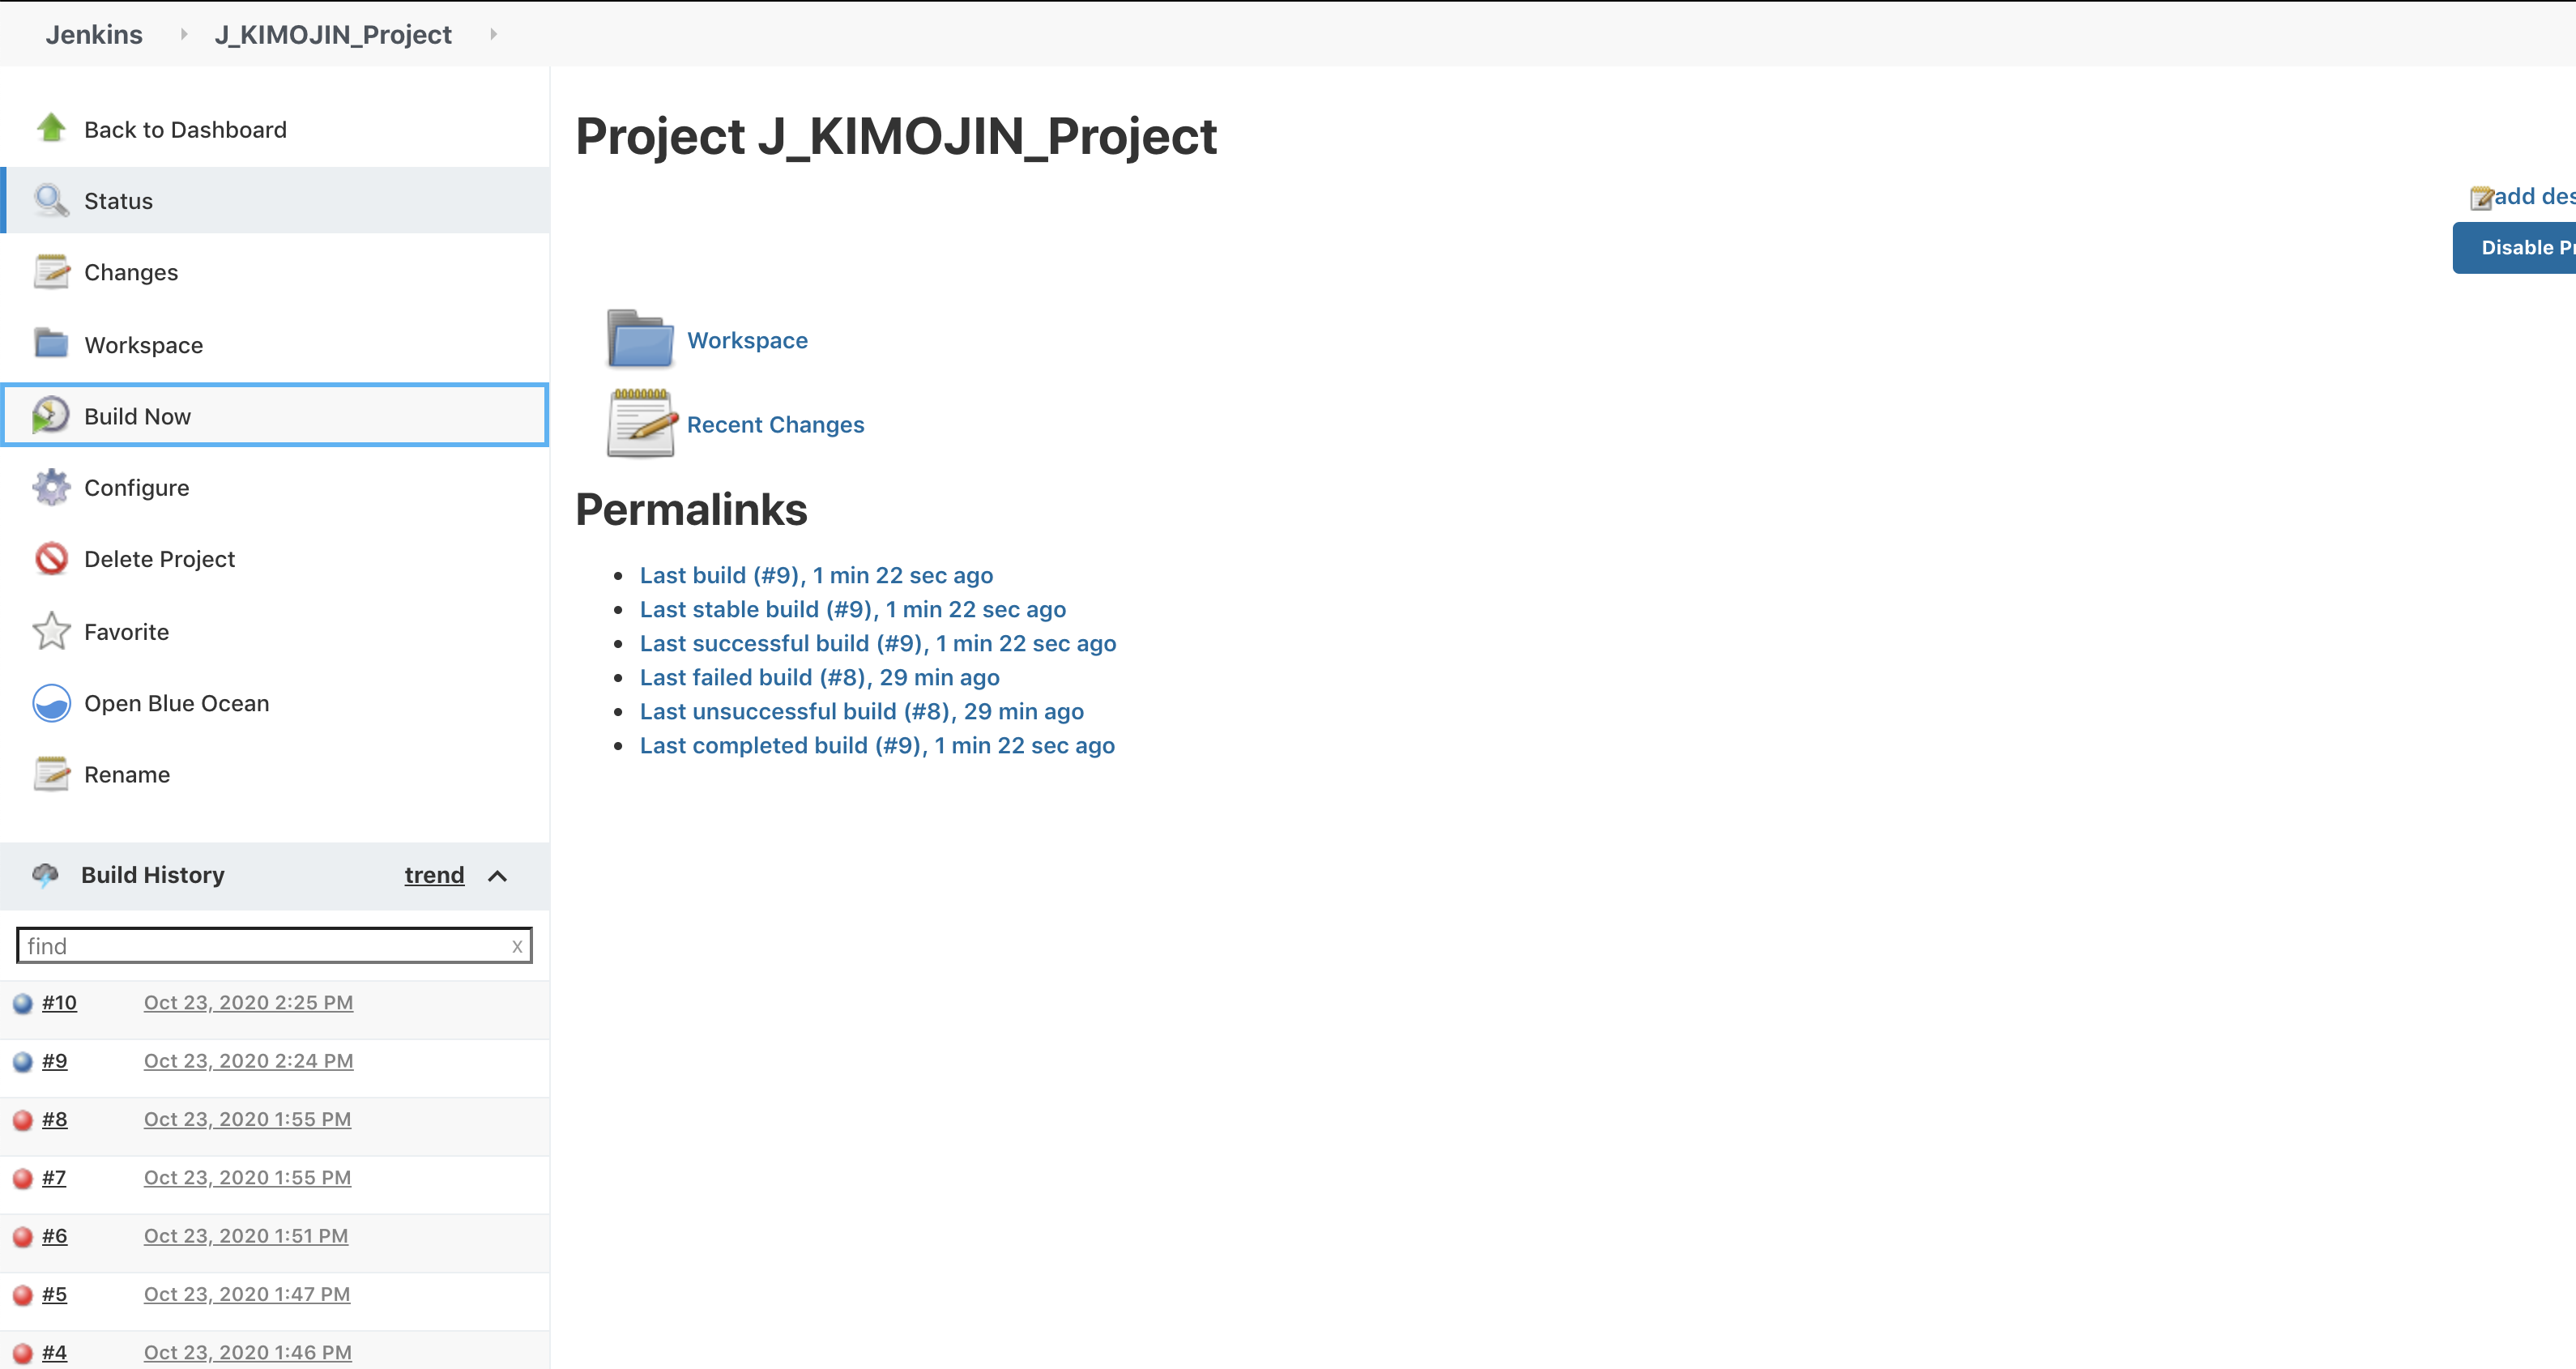 Jenkins J_KIMOJIN_Project
Back to Dashboard
Status
Changes
Workspace
Build Now
Configure
Delete Project
Favorite
Open Blue Ocean
Rename
Build History trend
find x
#10 Oct 23, 2020 2:25 PM
#9 Oct 23, 2020 2:24 PM
#8 Oct 23, 2020 1:55 PM
#7 Oct 23, 2020 1:55 PM
#6 Oct 23, 2020 1:51 PM
#5 Oct 23, 2020 1:47 PM
#4 Oct 23, 2020 1:46 PM
Project J_KIMOJIN_Project
add des
Disable Pr
Workspace
Recent Changes
Permalinks
Last build (#9), 1 min 22 sec ago
Last stable build (#9), 1 min 22 sec ago
Last successful build (#9), 1 min 22 sec ago
Last failed build (#8), 29 min ago
Last unsuccessful build (#8), 29 min ago
Last completed build (#9), 1 min 22 sec ago